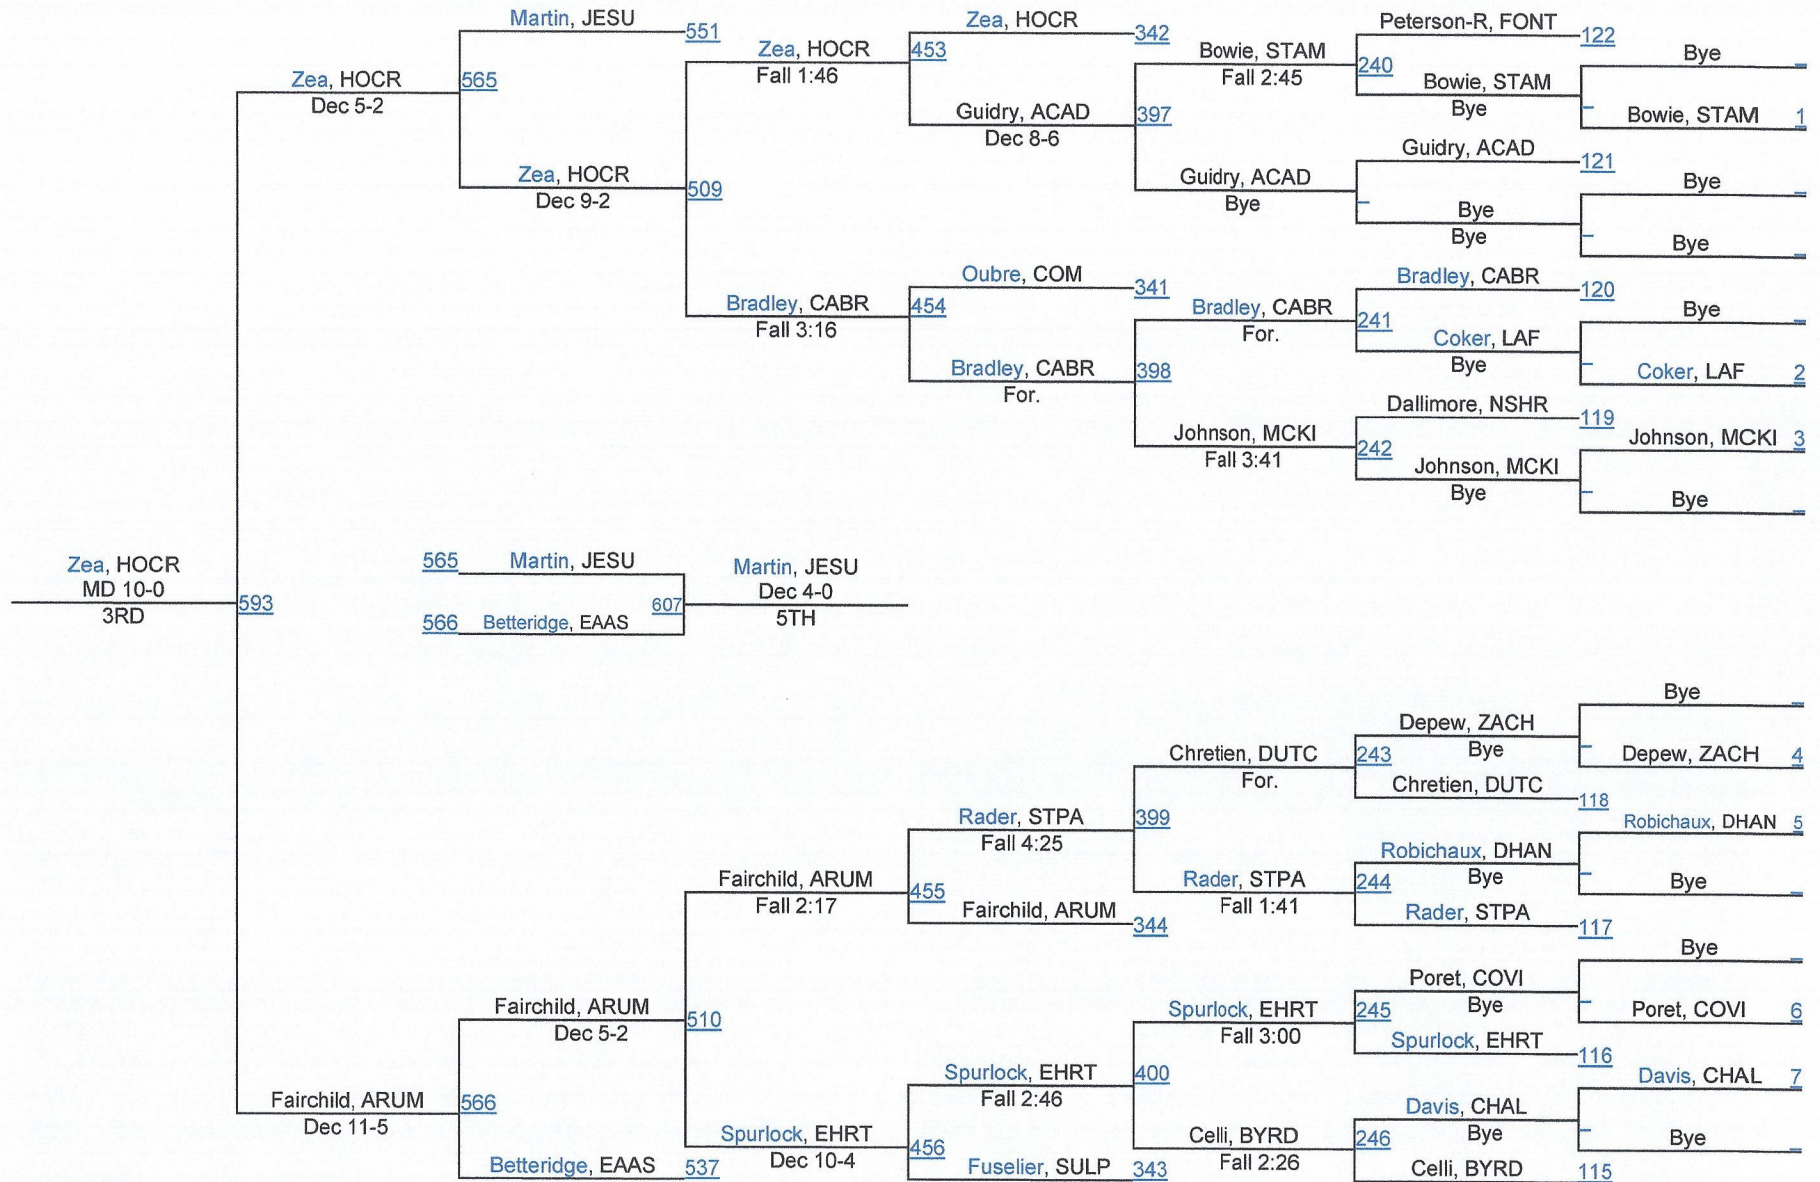 Martin, JESU
551
Zea, HOCR
342
Peterson-R, FONT
122
Zea, HOCR
453
Fall 1:46
Bowie, STAM
Fall 2:45
240
Bye
Zea, HOCR
565
Dec 5-2
Bowie, STAM
Bye
Guidry, ACAD
397
Dec 8-6
Bowie, STAM 1
Guidry, ACAD
121
Zea, HOCR
509
Dec 9-2
Guidry, ACAD
Bye
Bye
Bye
Bye
Bye
Oubre, COM
341
Bradley, CABR
120
Bradley, CABR
454
Fall 3:16
Bradley, CABR
For.
241
Bye
Coker, LAF
Bye
Bradley, CABR
398
For.
Coker, LAF 2
Dallimore, NSHR
119
Johnson, MCKI
Fall 3:41
242
Johnson, MCKI 3
Johnson, MCKI
Bye
Bye
Zea, HOCR
MD 10-0
3RD
593
565 Martin, JESU
566 Betteridge, EAAS
607
Martin, JESU
Dec 4-0
5TH
Bye
Depew, ZACH
Bye
Chretien, DUTC
For.
243
Depew, ZACH 4
Chretien, DUTC
118
Rader, STPA
399
Fall 4:25
Robichaux, DHAN 5
Robichaux, DHAN
Bye
Fairchild, ARUM
455
Fall 2:17
Rader, STPA
244
Fall 1:41
Bye
Fairchild, ARUM
344
Rader, STPA
117
Bye
Poret, COVI
Bye
Fairchild, ARUM
510
Dec 5-2
Spurlock, EHRT
245
Fall 3:00
Poret, COVI 6
Spurlock, EHRT
116
Spurlock, EHRT
400
Fall 2:46
Davis, CHAL 7
Fairchild, ARUM
566
Dec 11-5
Davis, CHAL
Bye
Spurlock, EHRT
456
Dec 10-4
Celli, BYRD
246
Fall 2:26
Bye
Betteridge, EAAS
537
Fuselier, SULP
343
Celli, BYRD
115